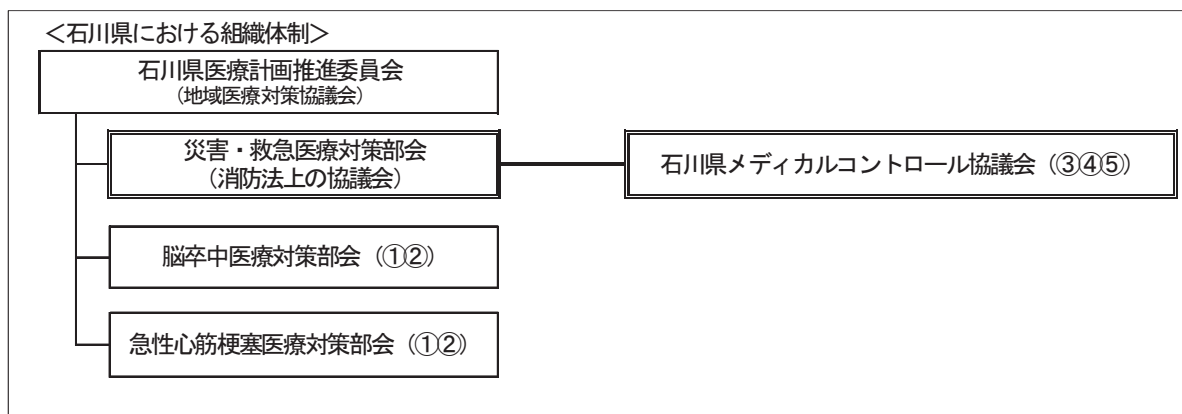 <石川県における組織体制>
石川県医療計画推進委員会
(地域医療対策協議会)
災害・救急医療対策部会
(消防法上の協議会)
石川県メディカルコントロール協議会(③④⑤)
脳卒中医療対策部会(①②)
急性心筋梗塞医療対策部会(①②)